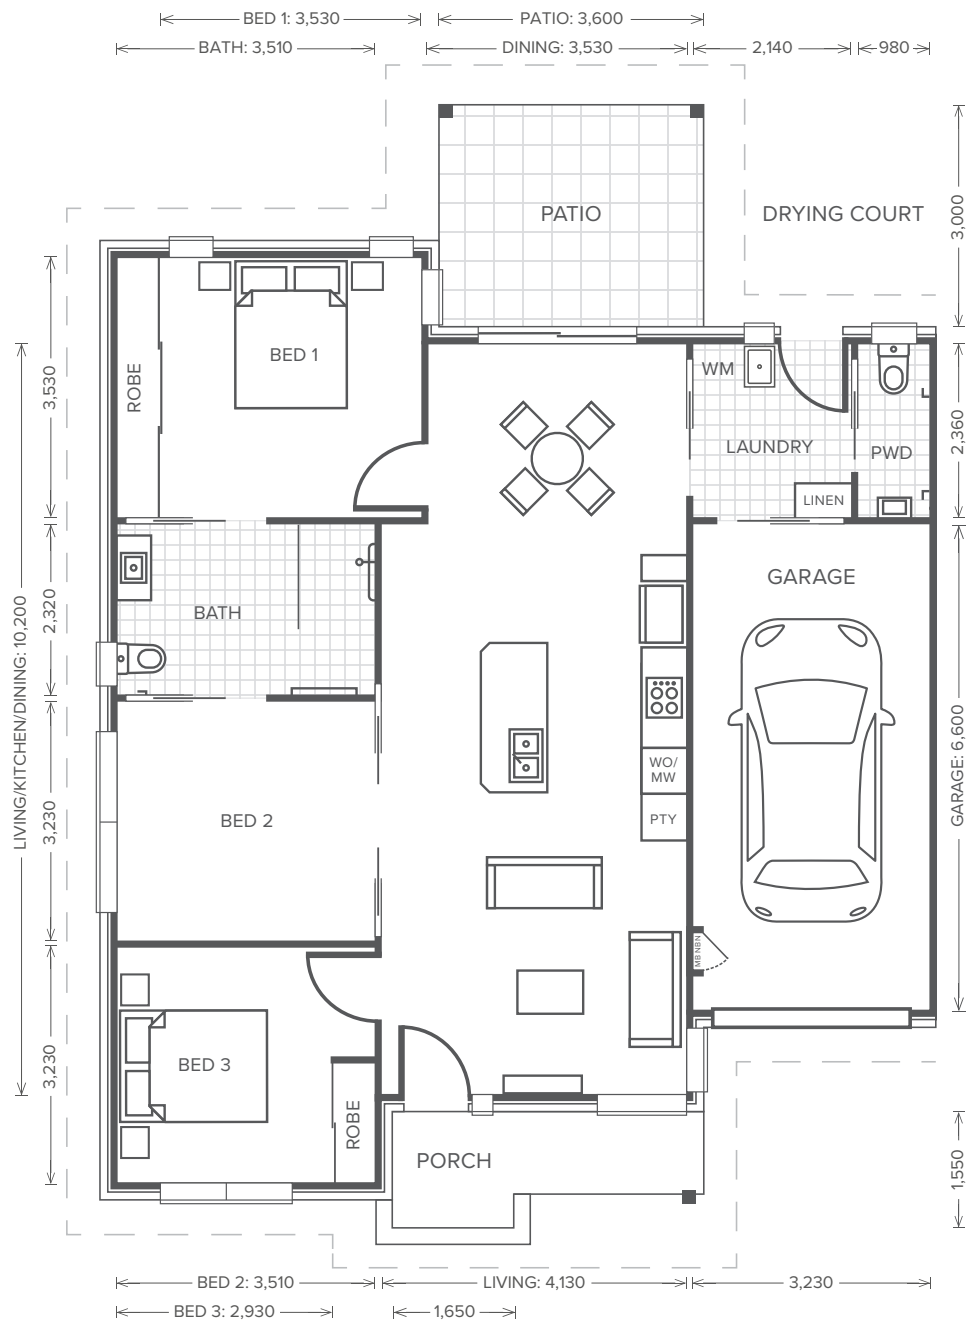 BED 1: 3,530
PATIO: 3,600
BATH: 3,510
DINING: 3,530
2,140
980
PATIO
DRYING COURT
3,000
BED 1
ROBE
3,530
WM
LAUNDRY
PWD
LINEN
2,360
GARAGE
BATH
2,320
LIVING/KITCHEN/DINING: 10,200
WO/
MW
PTY
BED 2
3,230
GARAGE: 6,600
MB NBN
BED 3
3,230
ROBE
PORCH
1,550
BED 2: 3,510
LIVING: 4,130
3,230
BED 3: 2,930
1,650